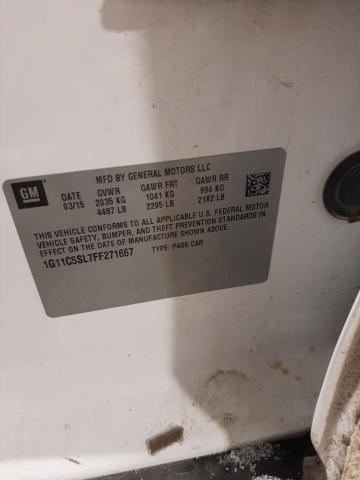 MFD BY GENERAL MOTORS LLC
GM DATE GVWR GAWR FRT GAWR RR
03/15 2035 KG 1041 KG 994 KG
4487 LB 2295 LB 2192 LB
THIS VEHICLE CONFORMS TO ALL APPLICABLE U.S. FEDERAL MOTOR
VEHICLE SAFETY, BUMPER, AND THEFT PREVENTION STANDARDS IN
EFFECT ON THE DATE OF MANUFACTURE SHOWN ABOVE.
1G11C5SL7FF271667 TYPE: PASS CAR